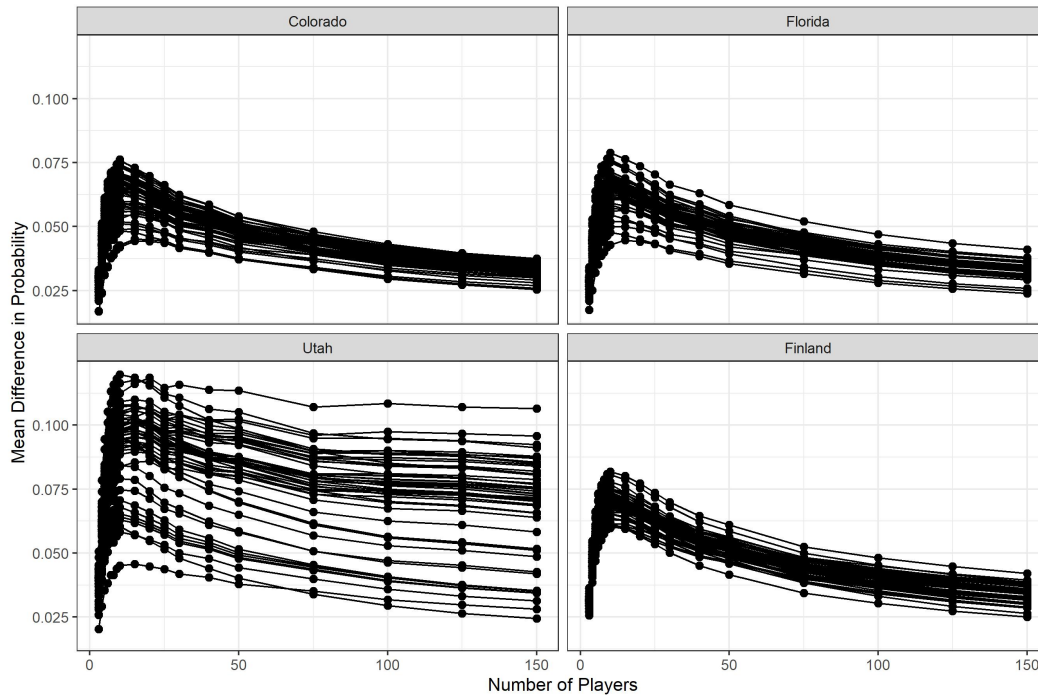 Colorado
Florida
0.100
0.075
0.050
0.025
Utah
Finland
0.100
0.075
0.050
0.025
0 50 100 150
0 50 100 150
Number of Players
Mean Difference in Probability